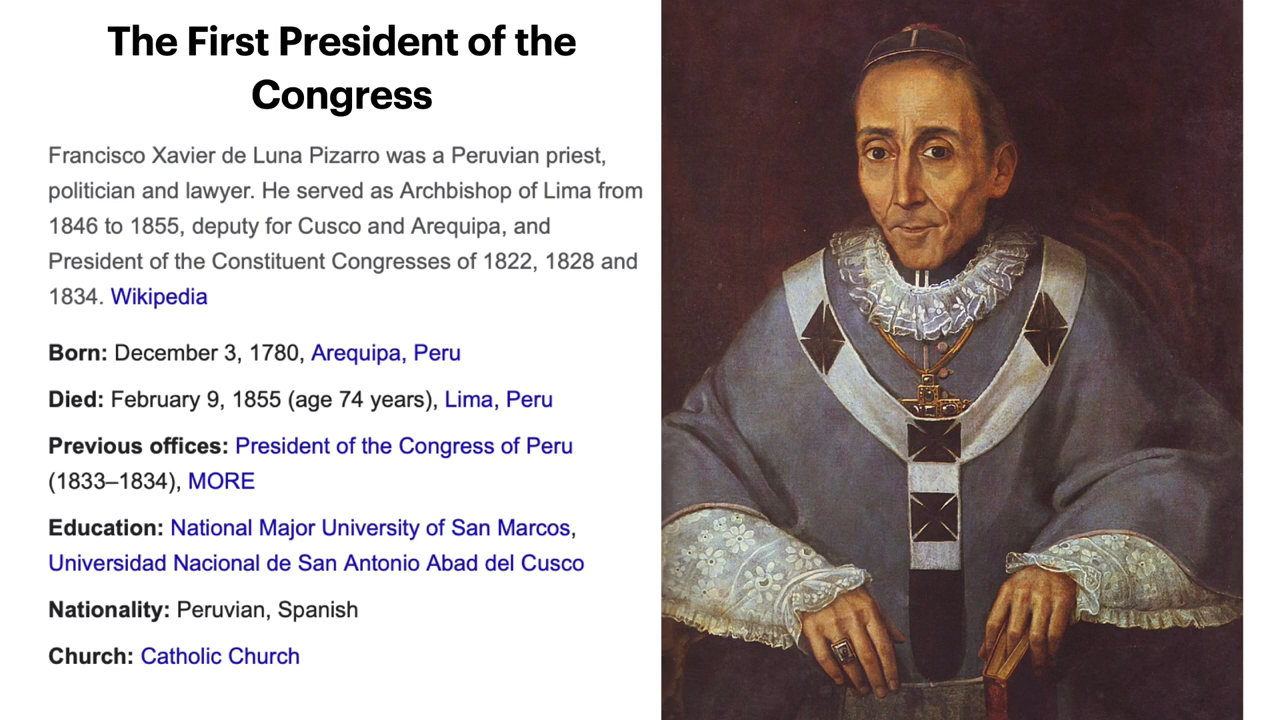 The First President of the
Congress
Francisco Xavier de Luna Pizarro was a Peruvian priest,
politician and lawyer. He served as Archbishop of Lima from
1846 to 1855, deputy for Cusco and Arequipa, and
President of the Constituent Congresses of 1822, 1828 and
1834. Wikipedia
Born: December 3, 1780, Arequipa, Peru
Died: February 9, 1855 (age 74 years), Lima, Peru
Previous offices: President of the Congress of Peru
(1833–1834), MORE
Education: National Major University of San Marcos,
Universidad Nacional de San Antonio Abad del Cusco
Nationality: Peruvian, Spanish
Church: Catholic Church